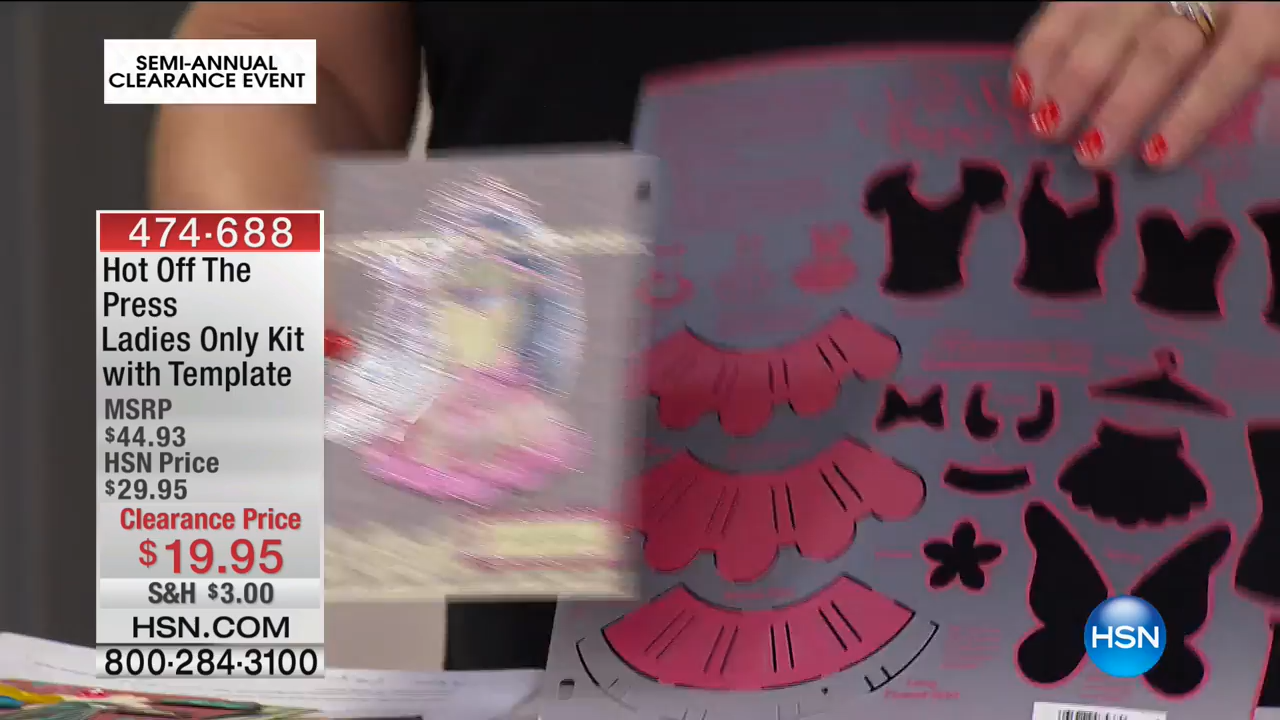 SEMI-ANNUAL
CLEARANCE EVENT
474-688
Hot Off The
Press
Ladies Only Kit
with Template
MSRP
$44.93
HSN Price
$29.95
Clearance Price
$19.95
S&H $3.00
HSN.COM
800-284-3100
HSN